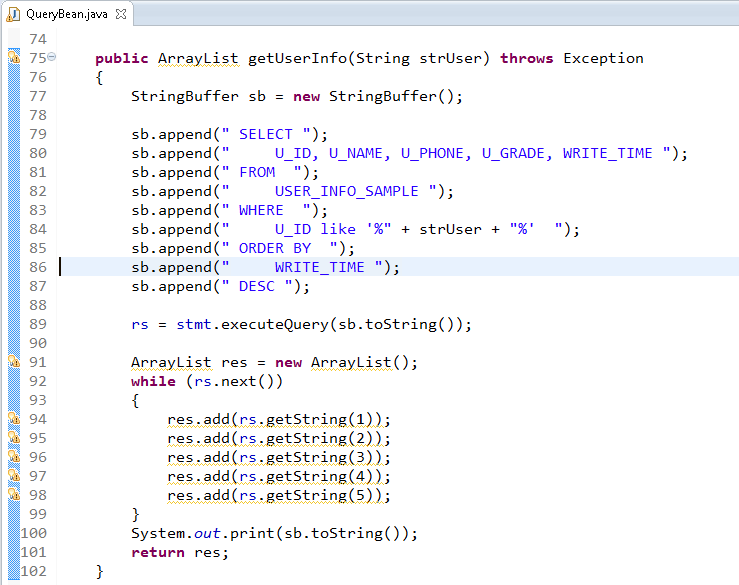 QueryBean.java
74
75 public ArrayList getUserInfo(String strUser) throws Exception
76 {
77 StringBuffer sb = new StringBuffer();
78
79 sb.append(" SELECT ");
80 sb.append("     U_ID, U_NAME, U_PHONE, U_GRADE, WRITE_TIME ");
81 sb.append(" FROM  ");
82 sb.append("     USER_INFO_SAMPLE ");
83 sb.append(" WHERE  ");
84 sb.append("     U_ID like '%" + strUser + "%'  ");
85 sb.append(" ORDER BY  ");
86 sb.append("     WRITE_TIME ");
87 sb.append(" DESC ");
88
89 rs = stmt.executeQuery(sb.toString());
90
91 ArrayList res = new ArrayList();
92 while (rs.next())
93 {
94 res.add(rs.getString(1));
95 res.add(rs.getString(2));
96 res.add(rs.getString(3));
97 res.add(rs.getString(4));
98 res.add(rs.getString(5));
99 }
100 System.out.print(sb.toString());
101 return res;
102 }